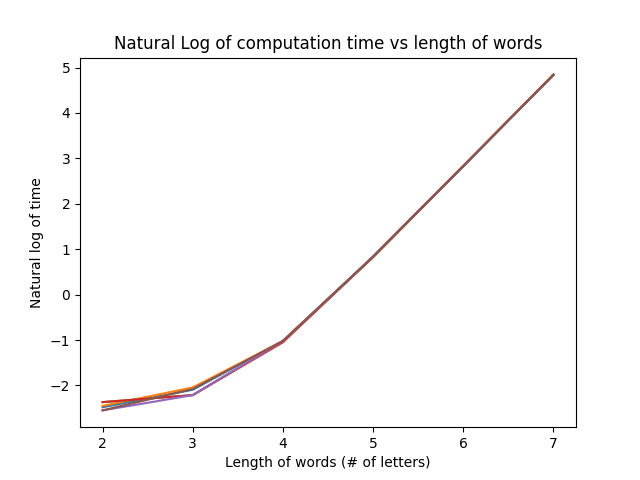 Natural Log of computation time vs length of words
5
4
3
2
1
0
−1
−2
Natural log of time
2 3 4 5 6 7
Length of words (# of letters)